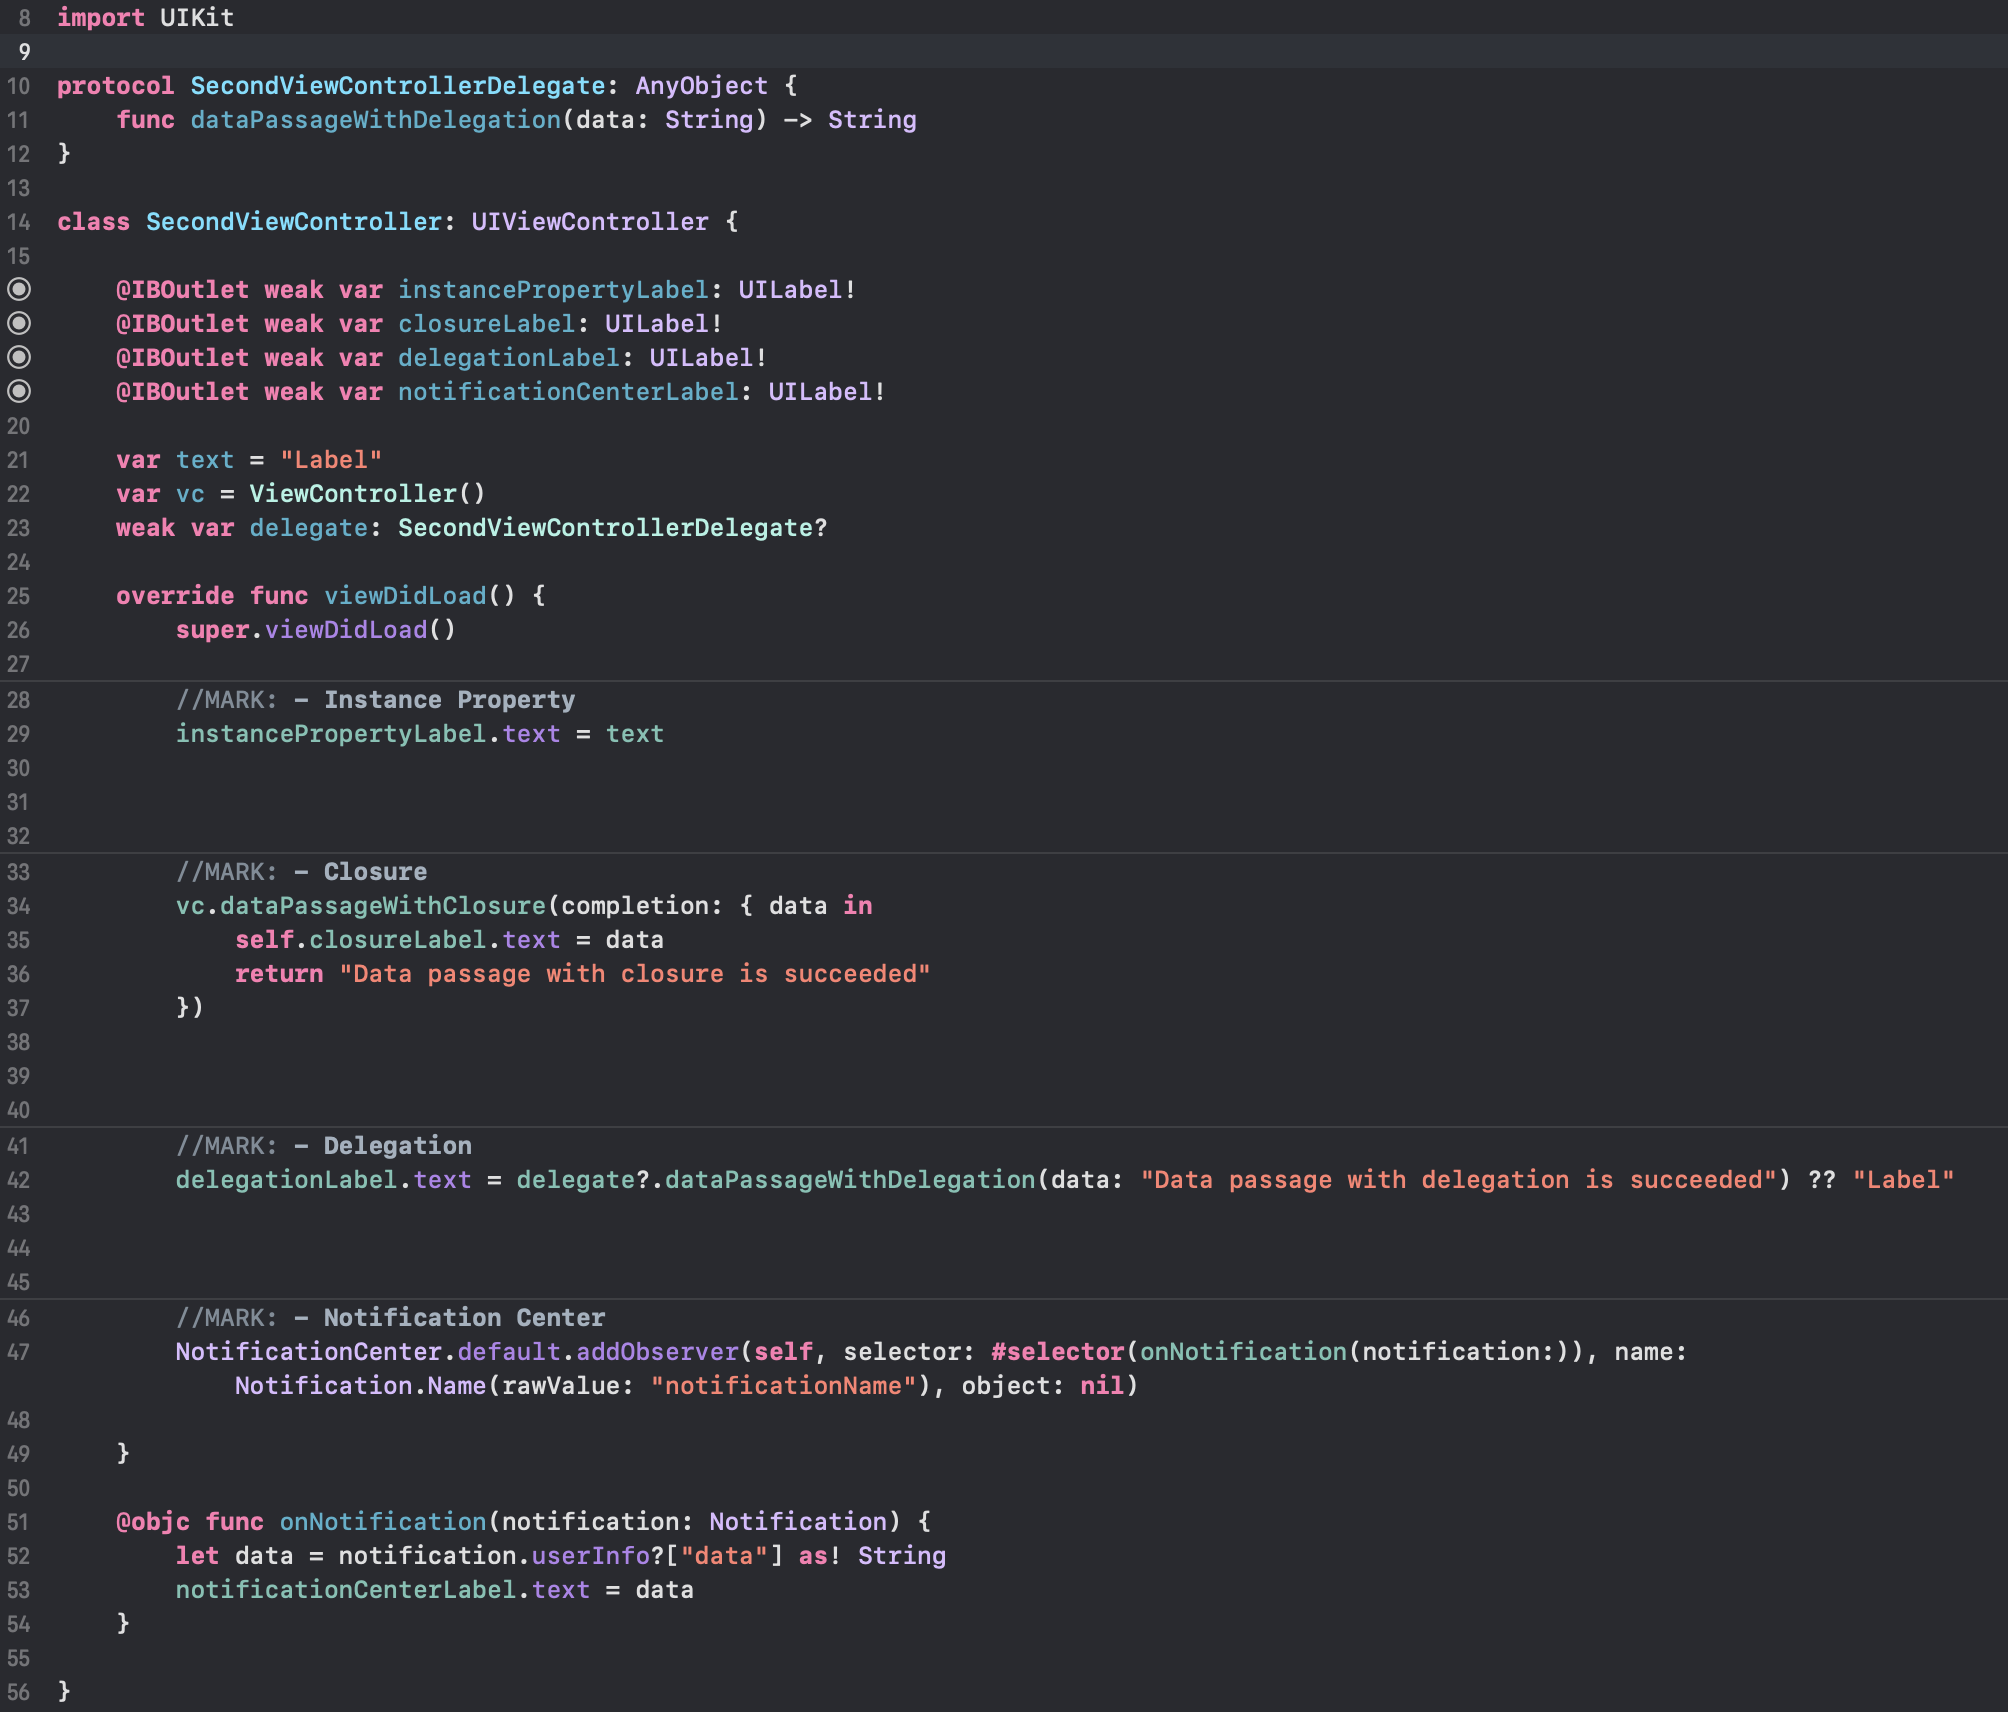 8 import UIKit
9
10 protocol SecondViewControllerDelegate: AnyObject {
11     func dataPassageWithDelegation(data: String) -> String
12 }
13
14 class SecondViewController: UIViewController {
15
    @IBOutlet weak var instancePropertyLabel: UILabel!
    @IBOutlet weak var closureLabel: UILabel!
    @IBOutlet weak var delegationLabel: UILabel!
    @IBOutlet weak var notificationCenterLabel: UILabel!
20
21     var text = "Label"
22     var vc = ViewController()
23     weak var delegate: SecondViewControllerDelegate?
24
25     override func viewDidLoad() {
26         super.viewDidLoad()
27
28         //MARK: - Instance Property
29         instancePropertyLabel.text = text
30
31
32
33         //MARK: - Closure
34         vc.dataPassageWithClosure(completion: { data in
35             self.closureLabel.text = data
36             return "Data passage with closure is succeeded"
37         })
38
39
40
41         //MARK: - Delegation
42         delegationLabel.text = delegate?.dataPassageWithDelegation(data: "Data passage with delegation is succeeded") ?? "Label"
43
44
45
46         //MARK: - Notification Center
47         NotificationCenter.default.addObserver(self, selector: #selector(onNotification(notification:)), name:
            Notification.Name(rawValue: "notificationName"), object: nil)
48
49     }
50
51     @objc func onNotification(notification: Notification) {
52         let data = notification.userInfo?["data"] as! String
53         notificationCenterLabel.text = data
54     }
55
56 }